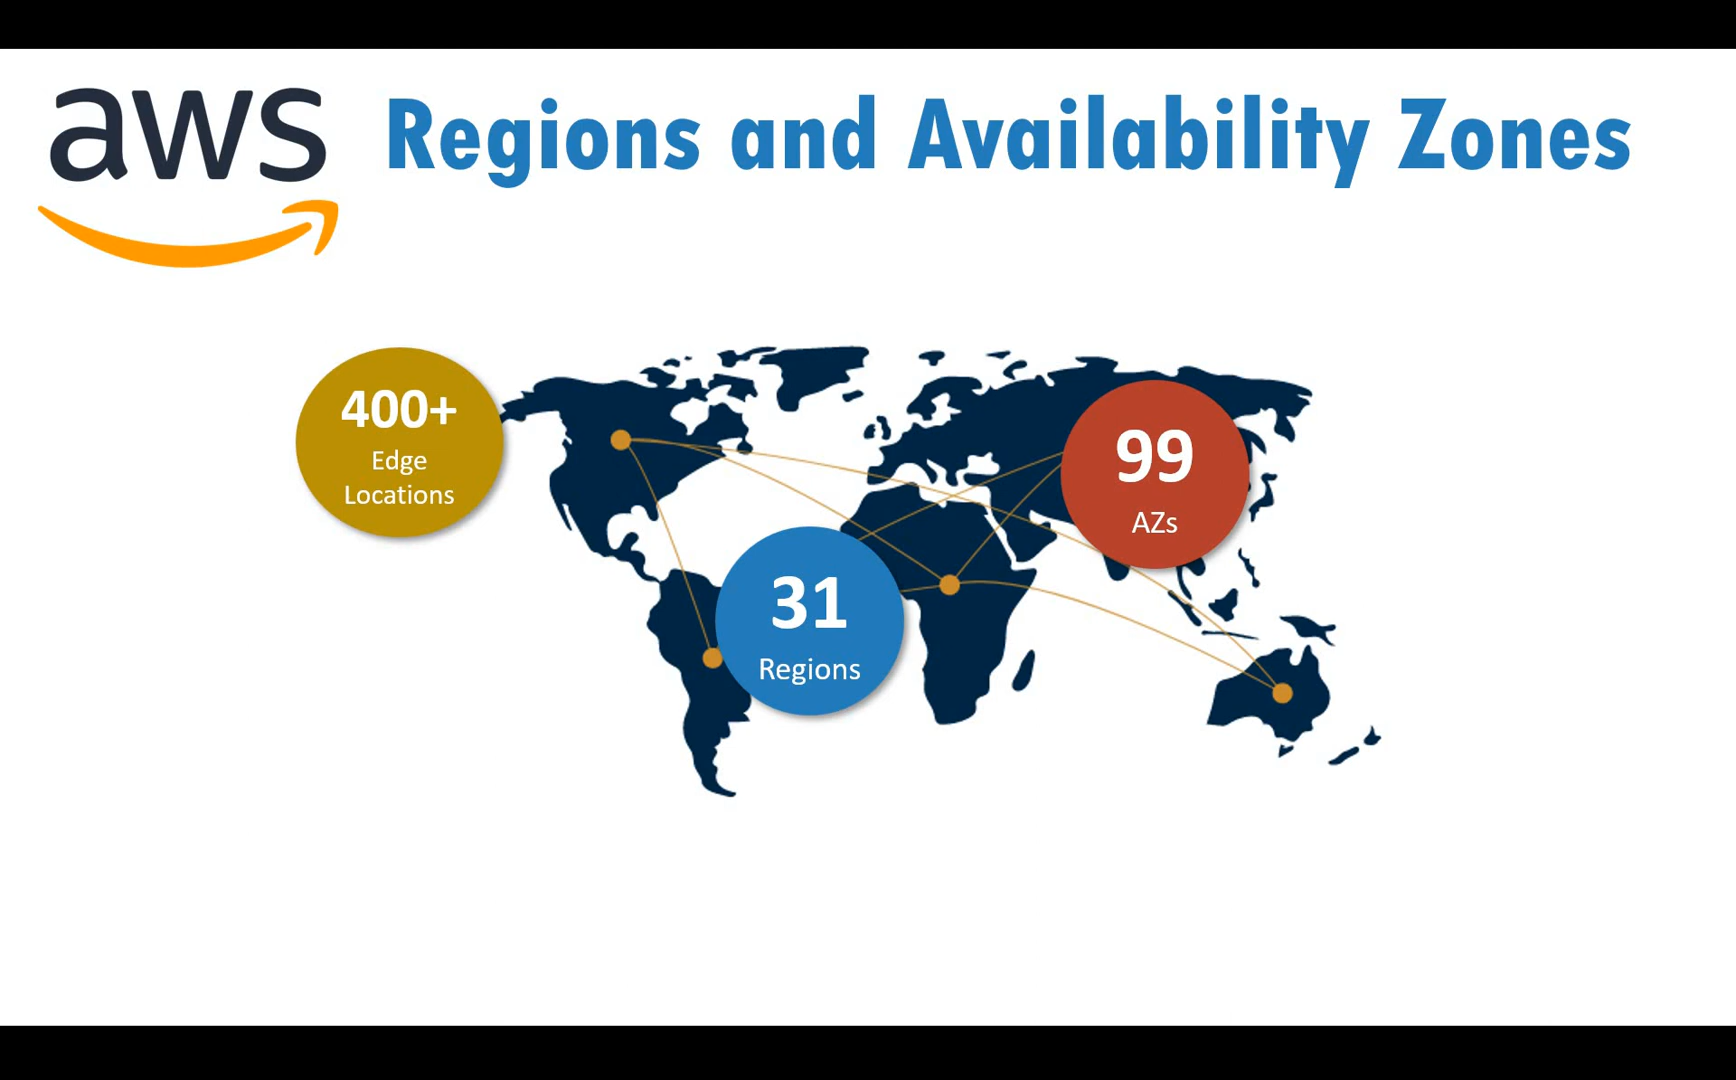 aws
Regions and Availability Zones
400+
Edge
Locations
99
AZs
31
Regions